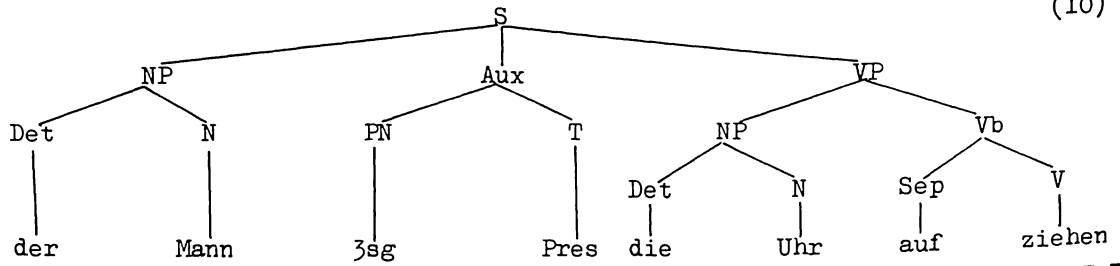 (10)
S
NP Aux VP
Det N PN T NP Vb
Det N Sep V
der Mann 3sg Pres die Uhr auf ziehen